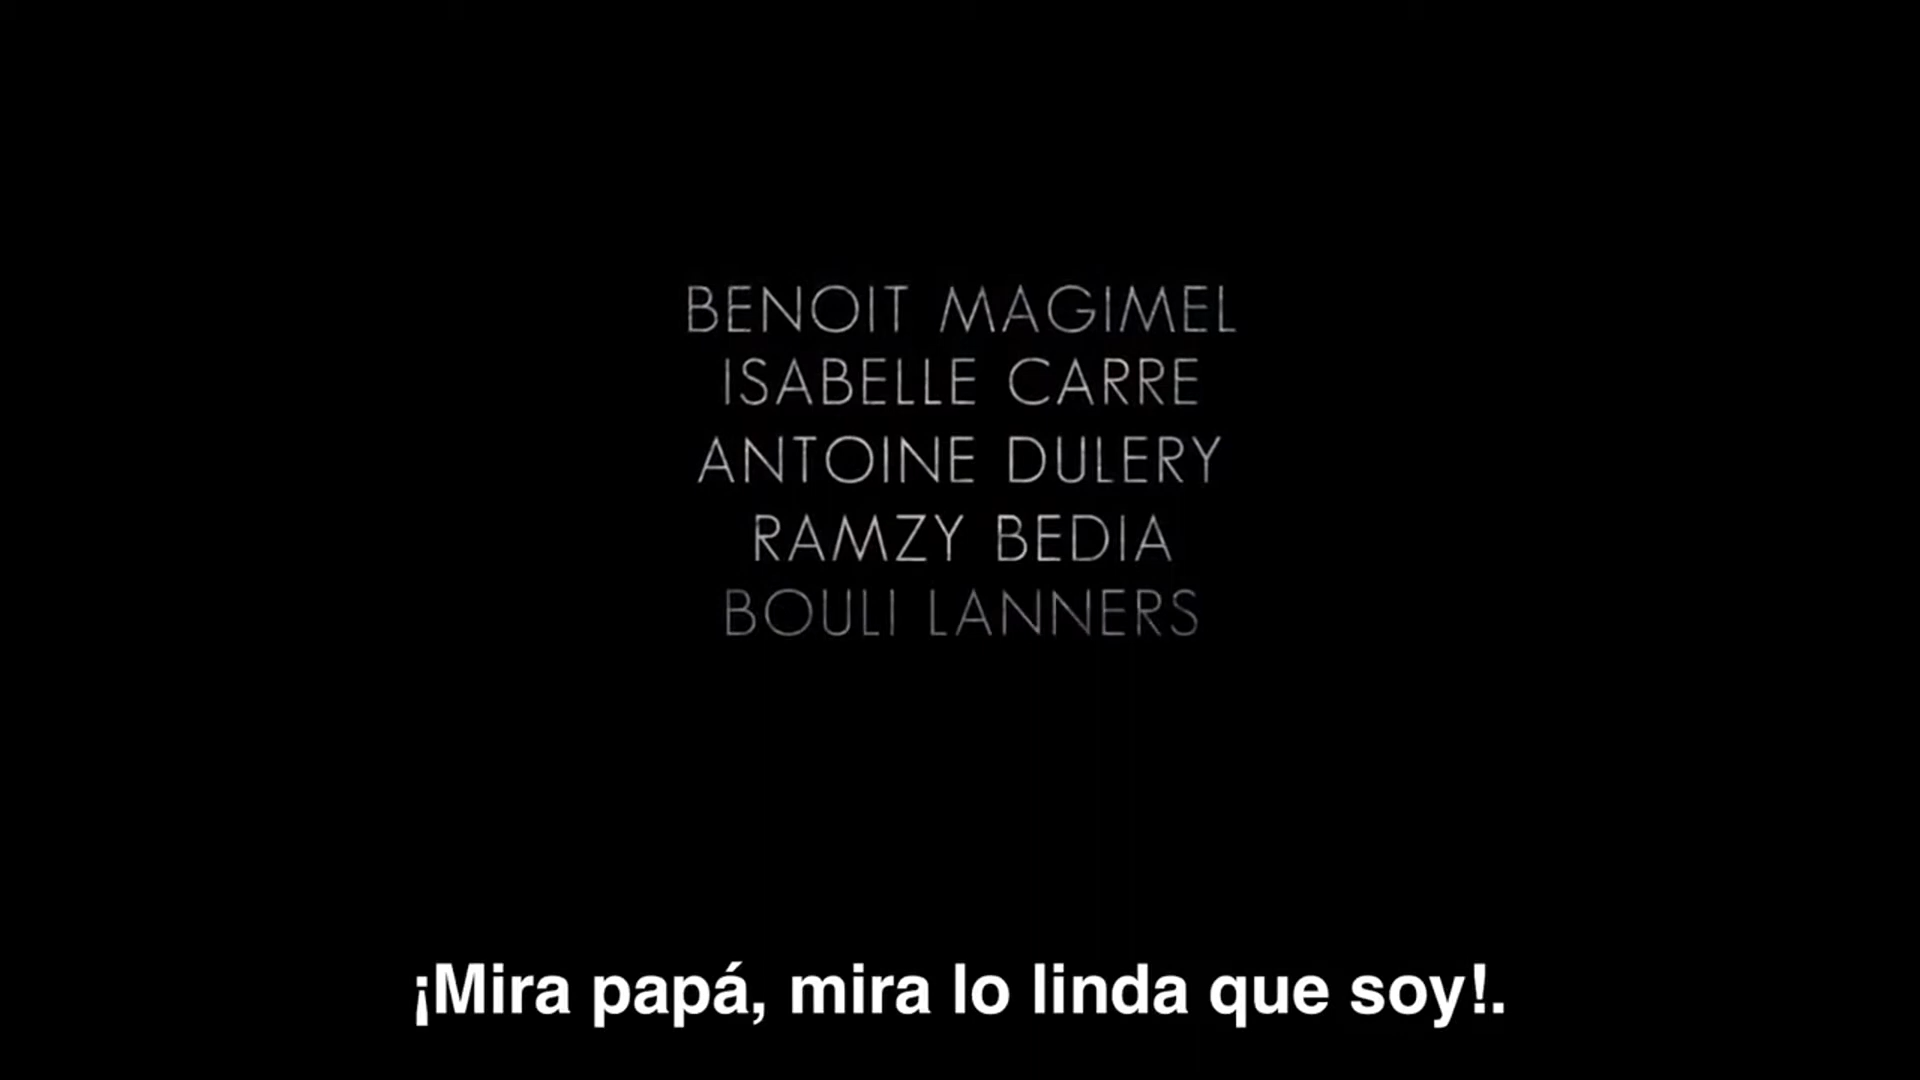 BENOIT MAGIMEL
ISABELLE CARRE
ANTOINE DULERY
RAMZY BEDIA
BOULI LANNERS
¡Mira papá, mira lo linda que soy!.